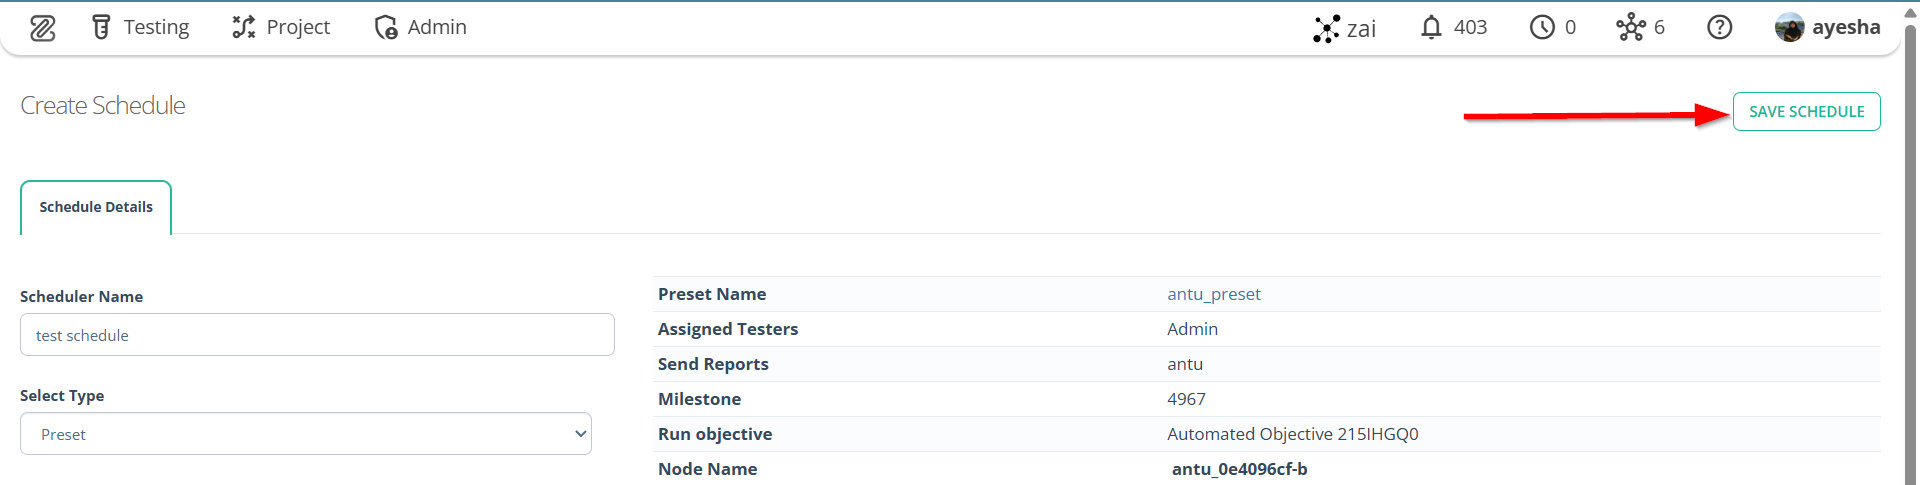 Testing Project Admin zai 403 0 6 ayesha
Create Schedule
SAVE SCHEDULE
Schedule Details
Scheduler Name
test schedule
Select Type
Preset
Preset Name antu_preset
Assigned Testers Admin
Send Reports antu
Milestone 4967
Run objective Automated Objective 215IHGQ0
Node Name antu_0e4096cf-b